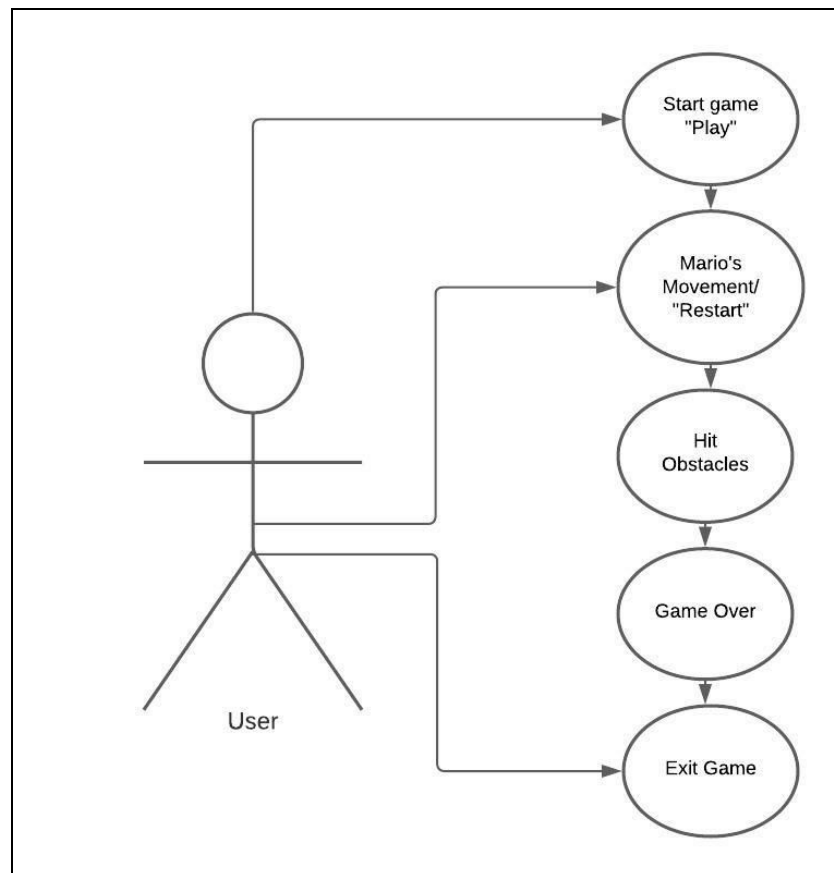 Start game
"Play"
Mario's
Movement/
"Restart"
Hit
Obstacles
Game Over
User
Exit Game